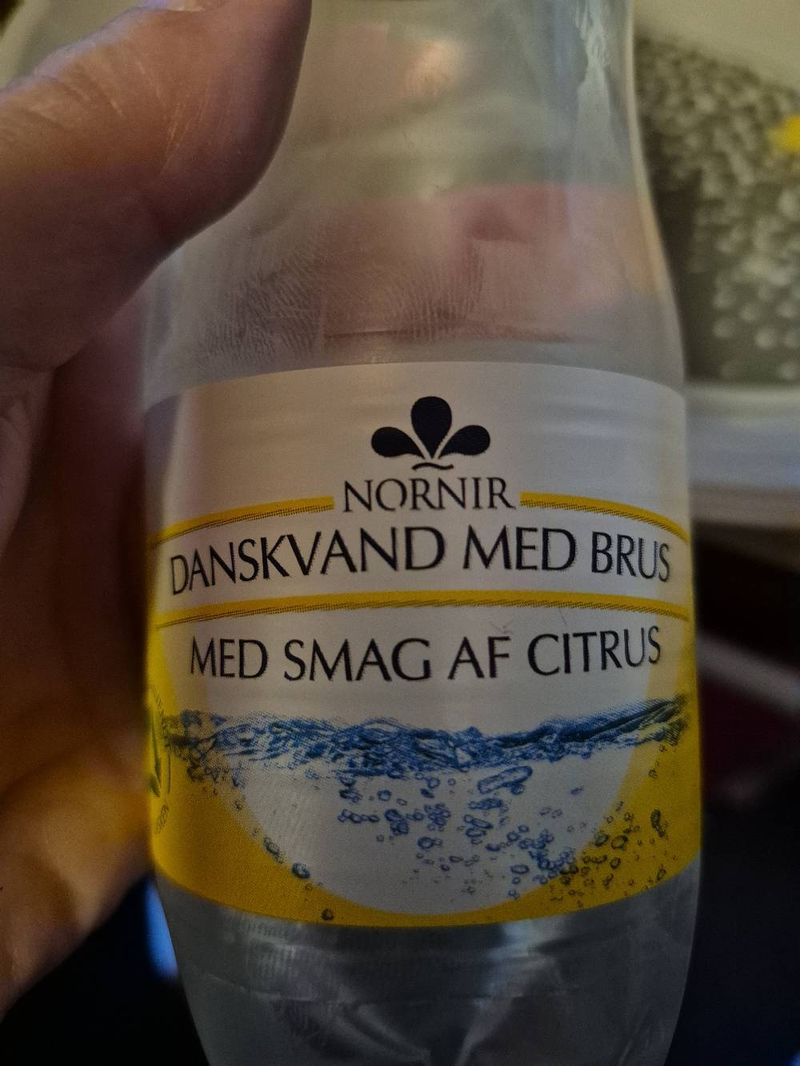 NORNIR
DANSKVAND MED BRUS
MED SMAG AF CITRUS